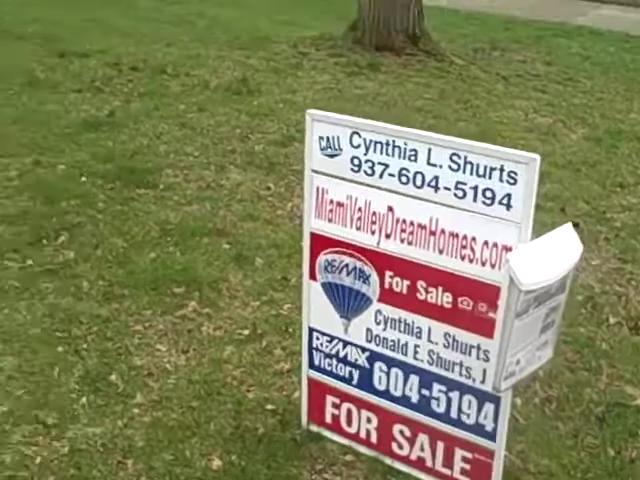 CALL Cynthia L. Shurts
937-604-5194
MiamiValleyDreamHomes.com
RE/MAX For Sale
Cynthia L. Shurts
Donald E. Shurts, J
RE/MAX
Victory 604-5194
FOR SALE